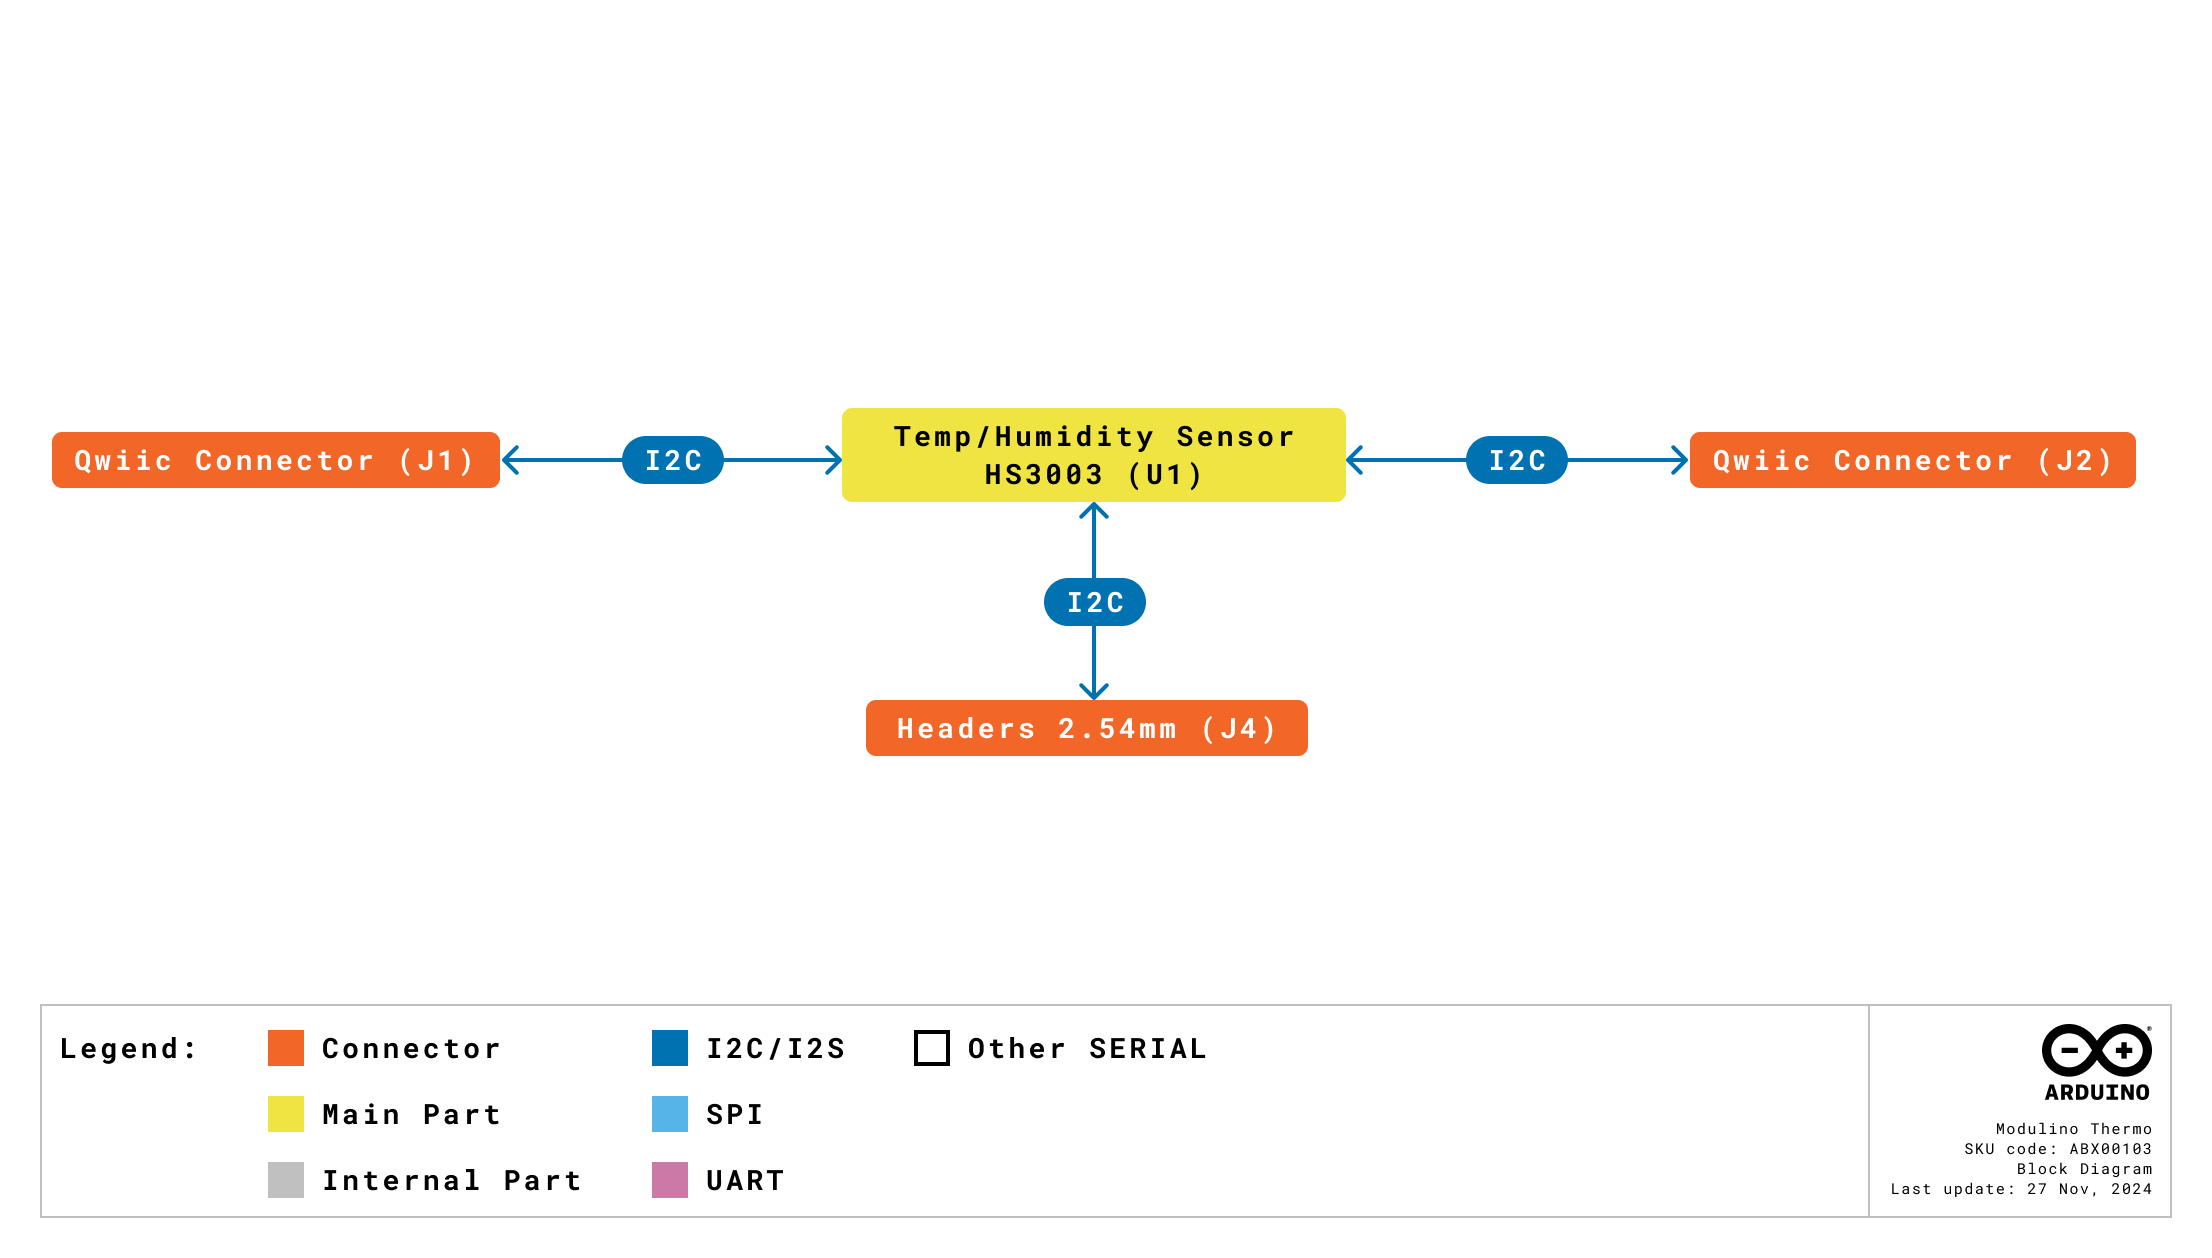 Temp/Humidity Sensor
HS3003 (U1)
Qwiic Connector (J1)
I2C
I2C
Qwiic Connector (J2)
I2C
Headers 2.54mm (J4)
Legend:
Connector
I2C/I2S
Other SERIAL
Main Part
SPI
Internal Part
UART
ARDUINO
Modulino Thermo
SKU code: ABX00103
Block Diagram
Last update: 27 Nov, 2024